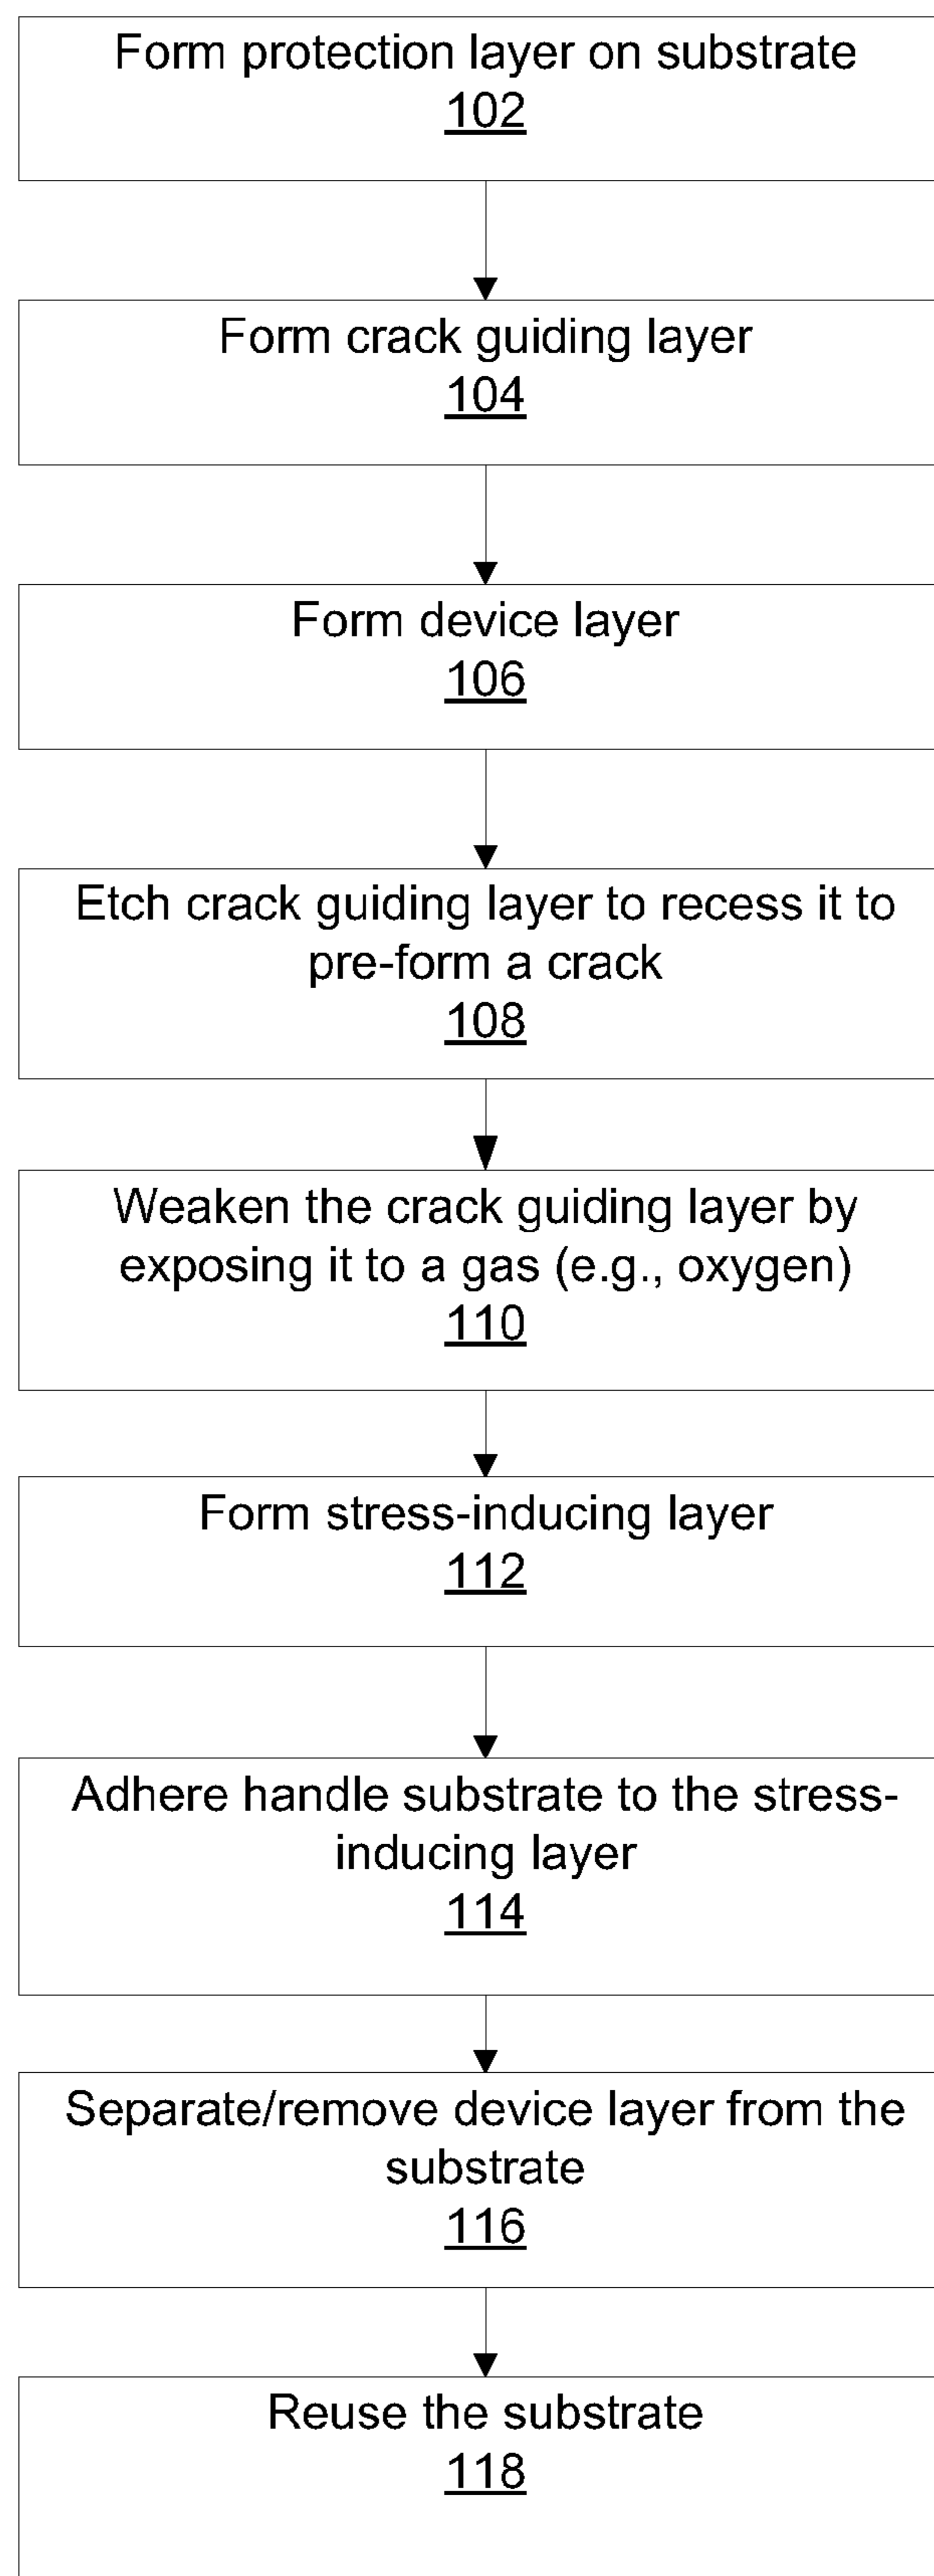 Form protection layer on substrate
102
Form crack guiding layer
104
Form device layer
106
Etch crack guiding layer to recess it to
pre-form a crack
108
Weaken the crack guiding layer by
exposing it to a gas (e.g., oxygen)
110
Form stress-inducing layer
112
Adhere handle substrate to the stress-
inducing layer
114
Separate/remove device layer from the
substrate
116
Reuse the substrate
118